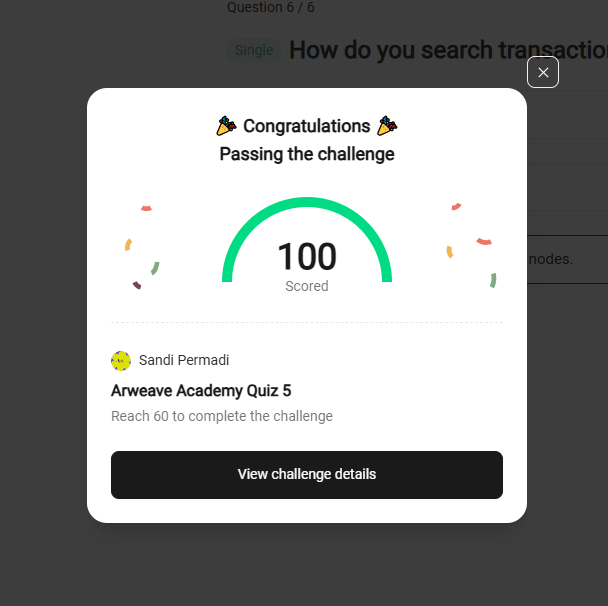 Question 6 / 6
Single How do you search transactio
🎉 Congratulations 🎉
Passing the challenge
100
Scored
nodes.
Sandi Permadi
Arweave Academy Quiz 5
Reach 60 to complete the challenge
View challenge details